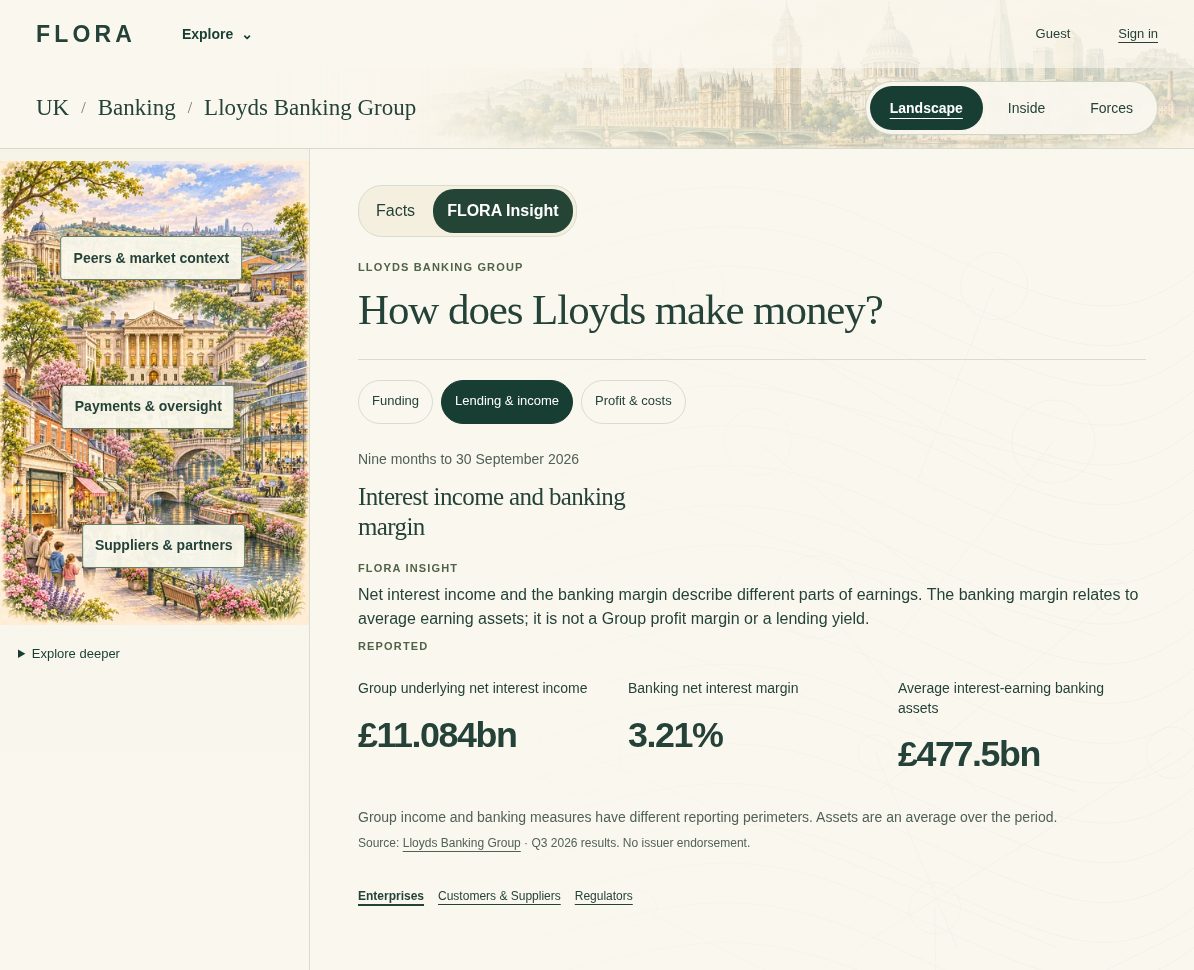 FLORA
Explore
Guest
Sign in
UK / Banking / Lloyds Banking Group
Landscape
Inside
Forces
Peers & market context
Payments & oversight
Suppliers & partners
Explore deeper
Facts
FLORA Insight
LLOYDS BANKING GROUP
How does Lloyds make money?
Funding
Lending & income
Profit & costs
Nine months to 30 September 2026
Interest income and banking
margin
FLORA INSIGHT
Net interest income and the banking margin describe different parts of earnings. The banking margin relates to
average earning assets; it is not a Group profit margin or a lending yield.
REPORTED
Group underlying net interest income
£11.084bn
Banking net interest margin
3.21%
Average interest-earning banking
assets
£477.5bn
Group income and banking measures have different reporting perimeters. Assets are an average over the period.
Source: Lloyds Banking Group · Q3 2026 results. No issuer endorsement.
Enterprises
Customers & Suppliers
Regulators